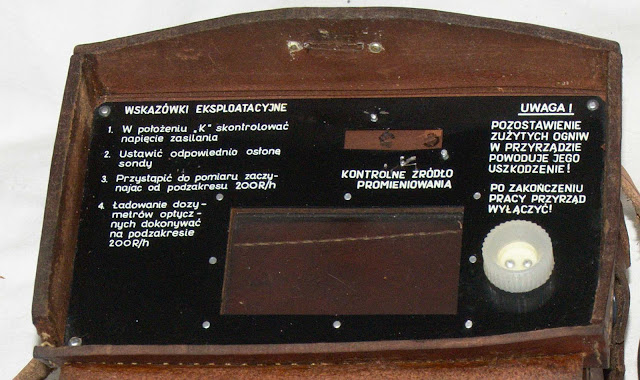 WSKAZÓWKI EKSPLOATACYJNE
1. W położeniu „K” skontrolować
napięcie zasilania
2. Ustawić odpowiednio osłonę
sondy
3. Przystąpić do pomiaru zaczy-
nając od podzakresu 200R/h
4. Ładowanie dozy-
metrów optycz-
nych dokonywać
na podzakresie
200R/h
KONTROLNE ŹRÓDŁO
PROMIENIOWANIA
UWAGA !
POZOSTAWIENIE
ZUŻYTYCH OGNIW
W PRZYRZĄDZIE
POWODUJE JEGO
USZKODZENIE!
PO ZAKOŃCZENIU
PRACY PRZYRZĄD
WYŁĄCZYĆ!